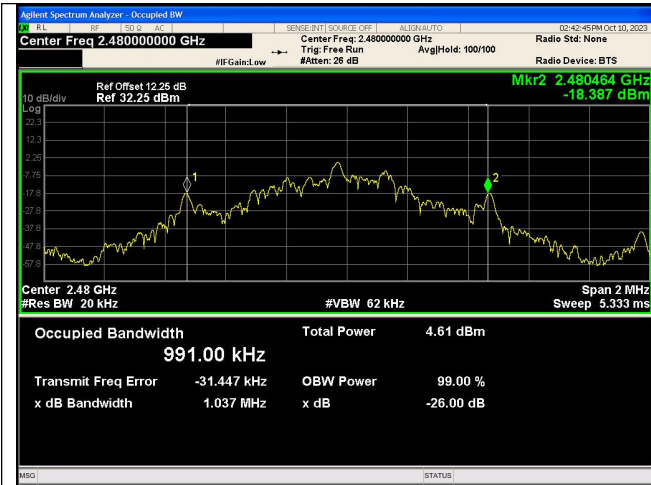 Agilent Spectrum Analyzer - Occupied BW
RL RF 50 Ω AC SENSE:INT SOURCE OFF ALIGN AUTO 02:42:45PM Oct 10, 2023
Center Freq 2.480000000 GHz Center Freq: 2.480000000 GHz Radio Std: None
Trig: Free Run Avg|Hold: 100/100
#IFGain:Low #Atten: 26 dB Radio Device: BTS
Mkr2 2.480464 GHz
-18.387 dBm
Ref Offset 12.25 dB
10 dB/div Ref 32.25 dBm
Log
22.3
12.3
2.25
-7.75
-17.8
-27.8
-37.8
-47.8
-57.8
1
2
Center 2.48 GHz Span 2 MHz
#Res BW 20 kHz #VBW 62 kHz Sweep 5.333 ms
Occupied Bandwidth Total Power 4.61 dBm
991.00 kHz
Transmit Freq Error -31.447 kHz OBW Power 99.00 %
x dB Bandwidth 1.037 MHz x dB -26.00 dB
MSG STATUS